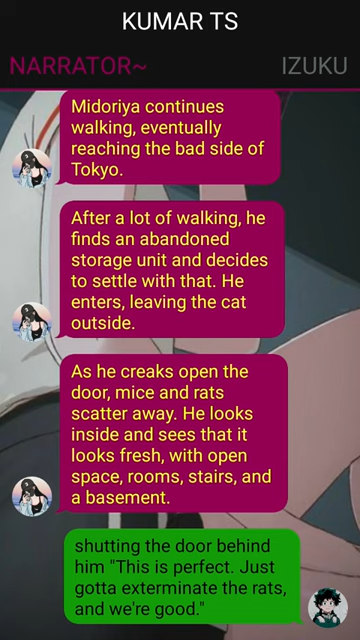 KUMAR TS
NARRATOR~ IZUKU
Midoriya continues
walking, eventually
reaching the bad side of
Tokyo.
After a lot of walking, he
finds an abandoned
storage unit and decides
to settle with that. He
enters, leaving the cat
outside.
As he creaks open the
door, mice and rats
scatter away. He looks
inside and sees that it
looks fresh, with open
space, rooms, stairs, and
a basement.
shutting the door behind
him "This is perfect. Just
gotta exterminate the rats,
and we're good."